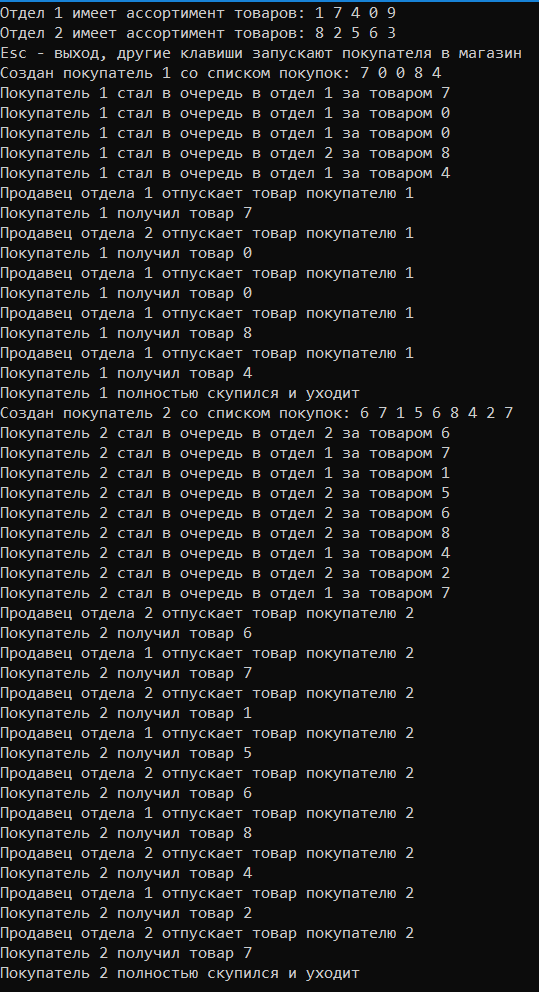 Отдел 1 имеет ассортимент товаров: 1 7 4 0 9
Отдел 2 имеет ассортимент товаров: 8 2 5 6 3
Esc - выход, другие клавиши запускают покупателя в магазин
Создан покупатель 1 со списком покупок: 7 0 0 8 4
Покупатель 1 стал в очередь в отдел 1 за товаром 7
Покупатель 1 стал в очередь в отдел 1 за товаром 0
Покупатель 1 стал в очередь в отдел 1 за товаром 0
Покупатель 1 стал в очередь в отдел 2 за товаром 8
Покупатель 1 стал в очередь в отдел 1 за товаром 4
Продавец отдела 1 отпускает товар покупателю 1
Покупатель 1 получил товар 7
Продавец отдела 2 отпускает товар покупателю 1
Покупатель 1 получил товар 0
Продавец отдела 1 отпускает товар покупателю 1
Покупатель 1 получил товар 0
Продавец отдела 1 отпускает товар покупателю 1
Покупатель 1 получил товар 8
Продавец отдела 1 отпускает товар покупателю 1
Покупатель 1 получил товар 4
Покупатель 1 полностью скупился и уходит
Создан покупатель 2 со списком покупок: 6 7 1 5 6 8 4 2 7
Покупатель 2 стал в очередь в отдел 2 за товаром 6
Покупатель 2 стал в очередь в отдел 1 за товаром 7
Покупатель 2 стал в очередь в отдел 1 за товаром 1
Покупатель 2 стал в очередь в отдел 2 за товаром 5
Покупатель 2 стал в очередь в отдел 2 за товаром 6
Покупатель 2 стал в очередь в отдел 2 за товаром 8
Покупатель 2 стал в очередь в отдел 1 за товаром 4
Покупатель 2 стал в очередь в отдел 2 за товаром 2
Покупатель 2 стал в очередь в отдел 1 за товаром 7
Продавец отдела 2 отпускает товар покупателю 2
Покупатель 2 получил товар 6
Продавец отдела 1 отпускает товар покупателю 2
Покупатель 2 получил товар 7
Продавец отдела 2 отпускает товар покупателю 2
Покупатель 2 получил товар 1
Продавец отдела 1 отпускает товар покупателю 2
Покупатель 2 получил товар 5
Продавец отдела 2 отпускает товар покупателю 2
Покупатель 2 получил товар 6
Продавец отдела 1 отпускает товар покупателю 2
Покупатель 2 получил товар 8
Продавец отдела 2 отпускает товар покупателю 2
Покупатель 2 получил товар 4
Продавец отдела 1 отпускает товар покупателю 2
Покупатель 2 получил товар 2
Продавец отдела 2 отпускает товар покупателю 2
Покупатель 2 получил товар 7
Покупатель 2 полностью скупился и уходит